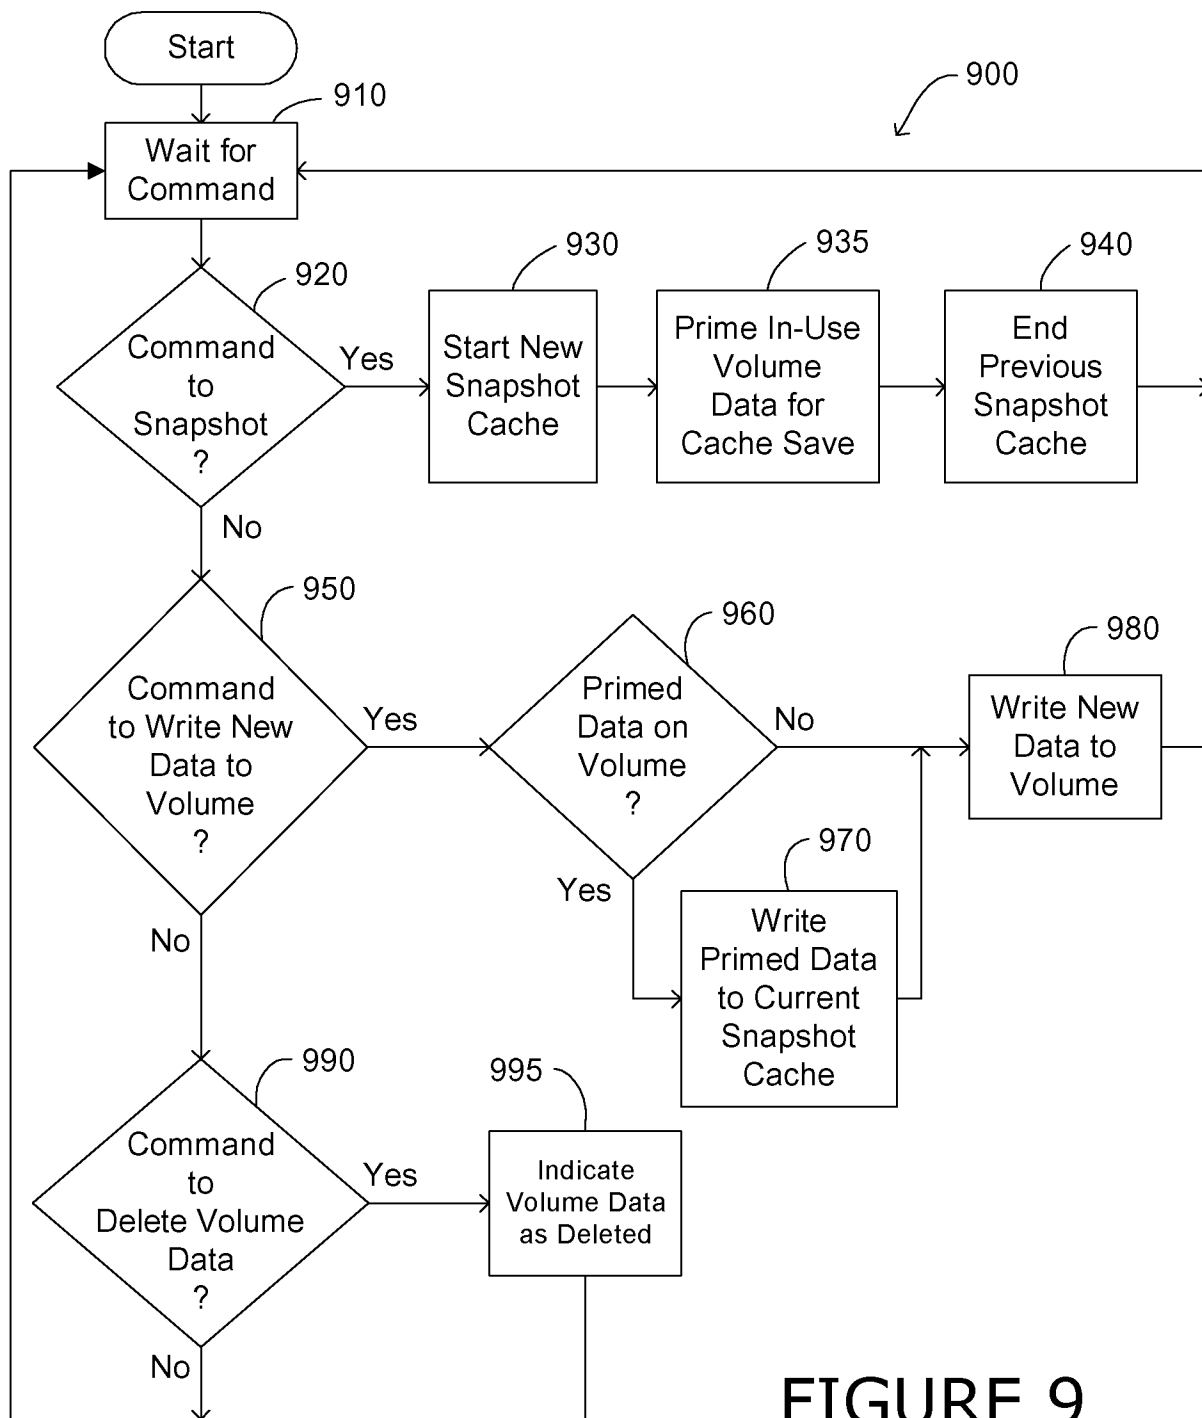 Start
910
900
Wait for
Command
920
930
935
940
Command
to
Snapshot
?
Yes
Start New
Snapshot
Cache
Prime In-Use
Volume
Data for
Cache Save
End
Previous
Snapshot
Cache
No
950
960
980
Command
to Write New
Data to
Volume
?
Yes
Primed
Data on
Volume
?
No
Write New
Data to
Volume
Yes
970
Write
Primed Data
to Current
Snapshot
Cache
No
990
995
Command
to
Delete Volume
Data
?
Yes
Indicate
Volume Data
as Deleted
No
FIGURE 9